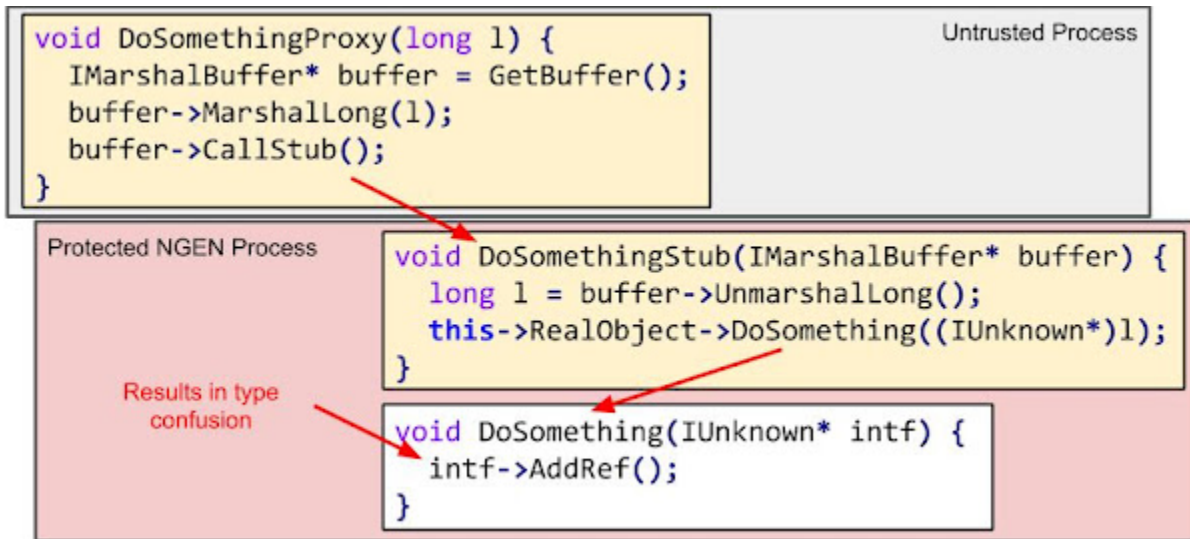 void DoSomethingProxy(long l) {
Untrusted Process
  IMarshalBuffer* buffer = GetBuffer();
  buffer->MarshalLong(l);
  buffer->CallStub();
}
Protected NGEN Process
void DoSomethingStub(IMarshalBuffer* buffer) {
  long l = buffer->UnmarshalLong();
  this->RealObject->DoSomething((IUnknown*)l);
}
Results in type
confusion
void DoSomething(IUnknown* intf) {
  intf->AddRef();
}